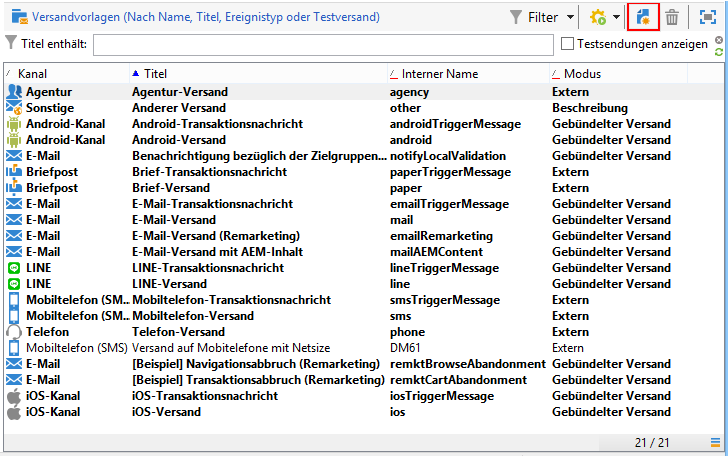 Versandvorlagen (Nach Name, Titel, Ereignistyp oder Testversand) Filter
Titel enthält: Testsendungen anzeigen
Kanal Titel Interner Name Modus
Agentur Agentur-Versand agency Extern
Sonstige Anderer Versand other Beschreibung
Android-Kanal Android-Transaktionsnachricht androidTriggerMessage Gebündelter Versand
Android-Kanal Android-Versand android Gebündelter Versand
E-Mail Benachrichtigung bezüglich der Zielgruppen... notifyLocalValidation Gebündelter Versand
Briefpost Brief-Transaktionsnachricht paperTriggerMessage Extern
Briefpost Brief-Versand paper Extern
E-Mail E-Mail-Transaktionsnachricht emailTriggerMessage Gebündelter Versand
E-Mail E-Mail-Versand mail Gebündelter Versand
E-Mail E-Mail-Versand (Remarketing) emailRemarketing Gebündelter Versand
E-Mail E-Mail-Versand mit AEM-Inhalt mailAEMContent Gebündelter Versand
LINE LINE-Transaktionsnachricht lineTriggerMessage Gebündelter Versand
LINE LINE-Versand line Gebündelter Versand
Mobiltelefon (SM... Mobiltelefon-Transaktionsnachricht smsTriggerMessage Extern
Mobiltelefon (SM... Mobiltelefon-Versand sms Extern
Telefon Telefon-Versand phone Extern
Mobiltelefon (SMS) Versand auf Mobitelefone mit Netsize DM61 Extern
E-Mail [Beispiel] Navigationsabbruch (Remarketing) remktBrowseAbandonment Gebündelter Versand
E-Mail [Beispiel] Transaktionsabbruch (Remarketing) remktCartAbandonment Gebündelter Versand
iOS-Kanal iOS-Transaktionsnachricht iosTriggerMessage Gebündelter Versand
iOS-Kanal iOS-Versand ios Gebündelter Versand
21 / 21